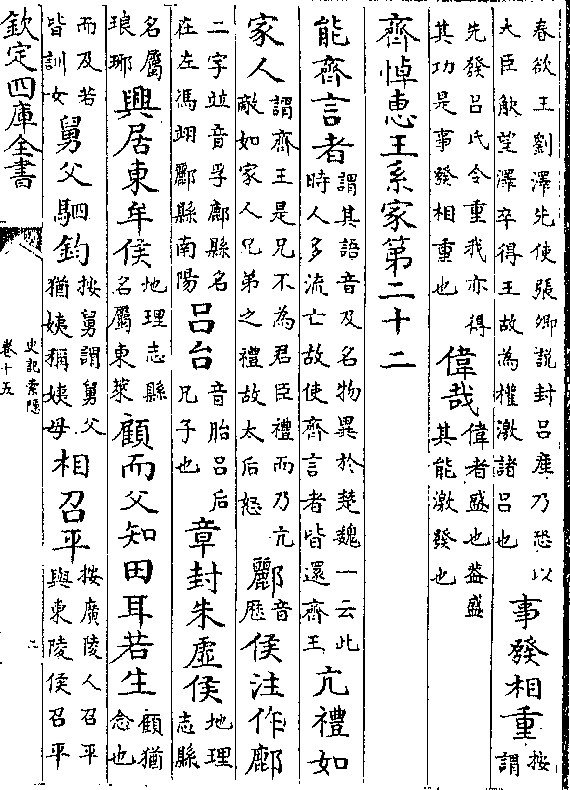 春欲王劉澤先使張卿説封呂産乃恐以大臣觖望澤卒得王故為權激諸呂也事發相重按謂
先發呂氏令重我亦得其功是事發相重也偉哉偉者盛也葢盛其能激發也
齊悼惠王系家第二十二
能齊言者謂其語音及名物異於楚魏一云此時人多流亡故使齊言者皆還齊王亢禮如
家人謂齊王是兄不為君臣禮而乃亢敵如家人兄弟之禮故太后怒酈音歷侯注作鄜
二字竝音孚鄜縣名在左馮翊酈縣南陽呂台音胎呂后兄子也章封朱虛侯地理志縣
名屬琅琊興居東牟侯地理志縣名屬東萊顧而父知田耳若生顧猶念也
而及若皆訓女舅父駟鈞按舅謂舅父猶姨稱姨母相召平按廣陵人召平與東陵侯召平
欽定四庫全書
史記索隱
卷十五
二